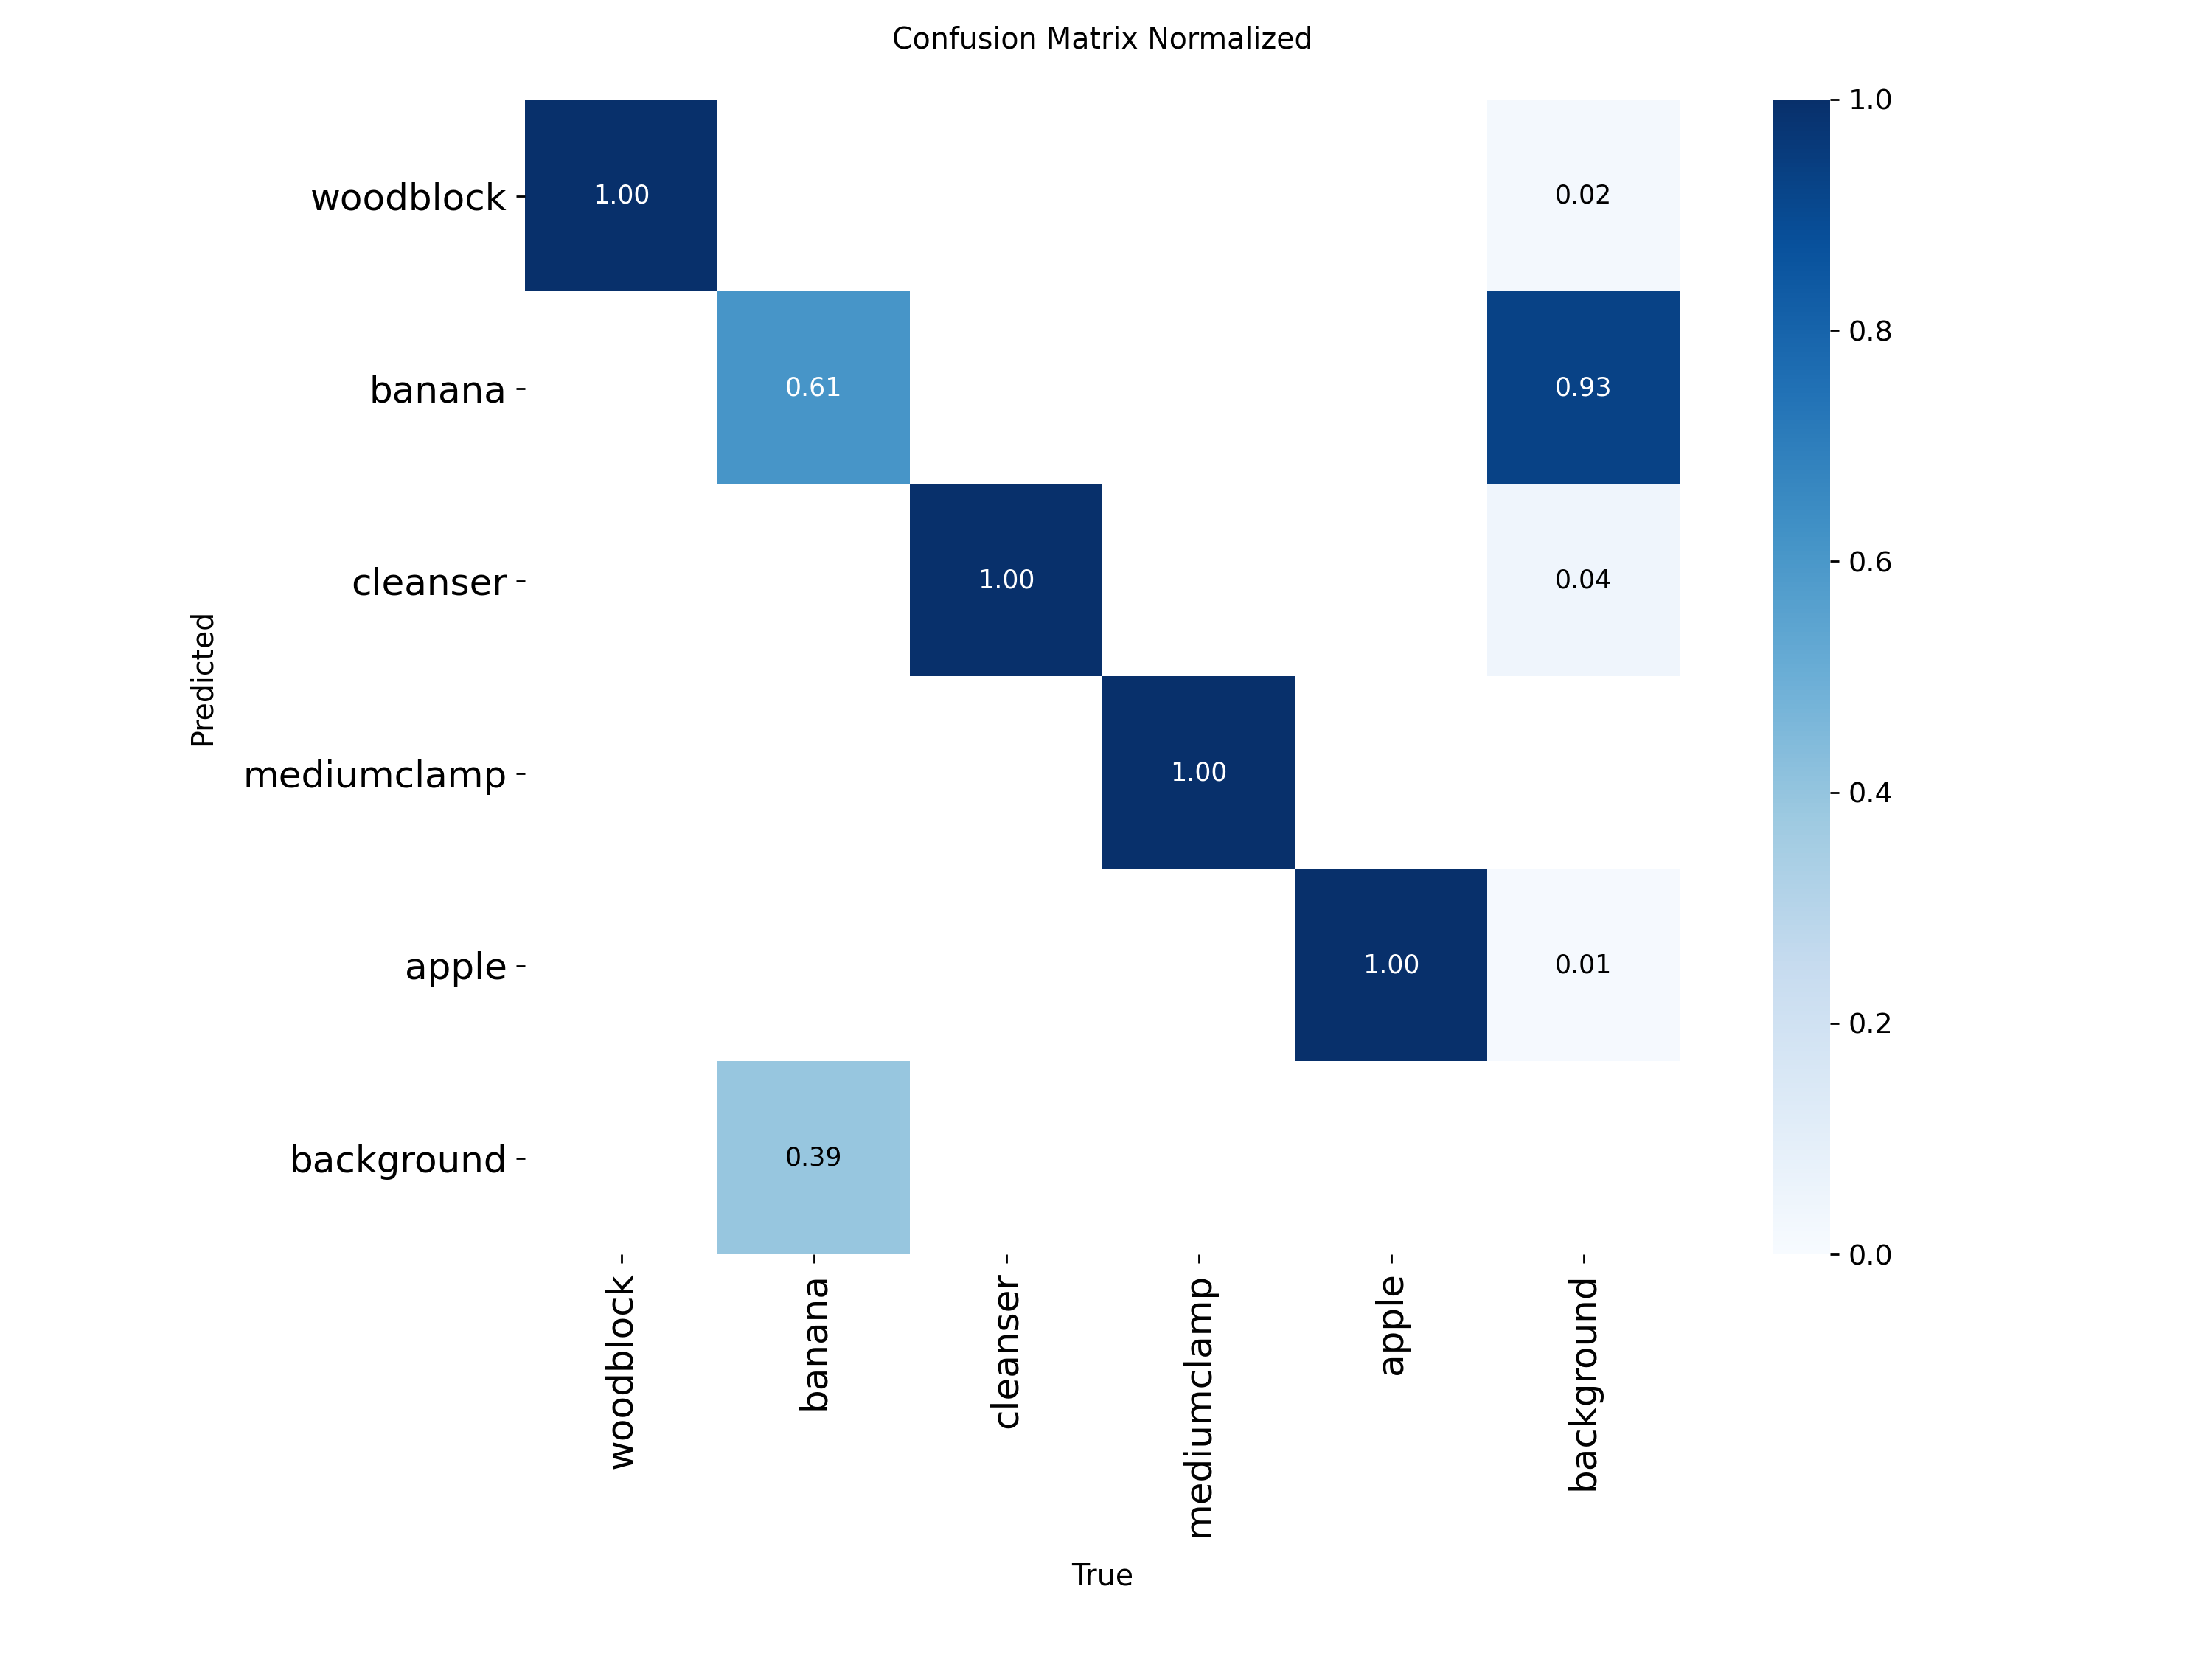 Confusion Matrix Normalized
1.0
woodblock
1.00
0.02
0.8
banana
0.61
0.93
0.6
cleanser
1.00
0.04
Predicted
mediumclamp
1.00
0.4
apple
1.00
0.01
0.2
background
0.39
0.0
woodblock
banana
cleanser
mediumclamp
apple
background
True